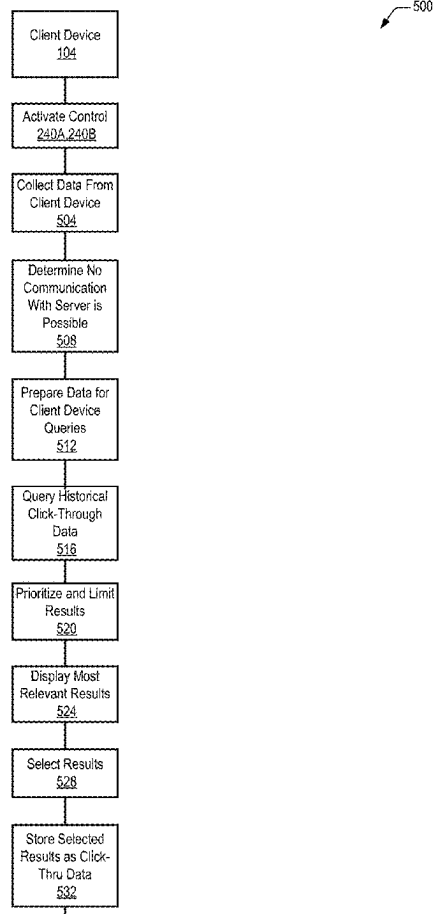 500
Client Device
104
Activate Control
240A,240B
Collect Data From
Client Device
504
Determine No
Communication
With Server is
Possible
508
Prepare Data for
Client Device
Queries
512
Query Historical
Click-Through
Data
516
Prioritize and Limit
Results
520
Display Most
Relevant Results
524
Select Results
528
Store Selected
Results as Click-
Thru Data
532